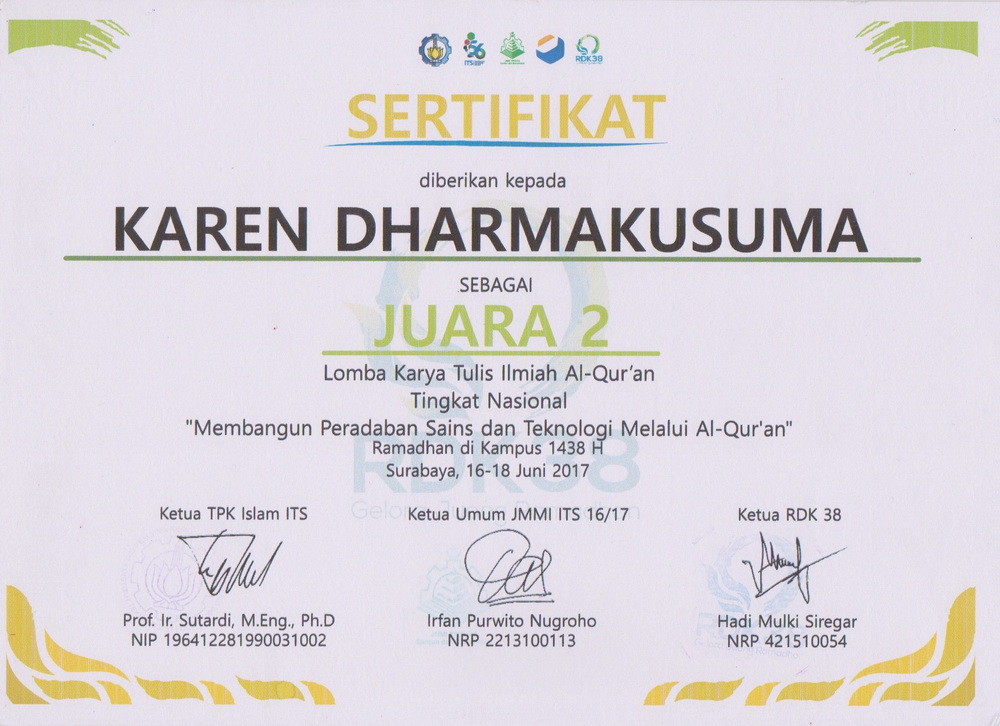 56
ITS
RDK38
SERTIFIKAT
diberikan kepada
KAREN DHARMAKUSUMA
SEBAGAI
JUARA 2
Lomba Karya Tulis Ilmiah Al-Qur'an
Tingkat Nasional
"Membangun Peradaban Sains dan Teknologi Melalui Al-Qur'an"
Ramadhan di Kampus 1438 H
Surabaya, 16-18 Juni 2017
RDK38
Ketua TPK Islam ITS
Ketua Umum JMMI ITS 16/17
Ketua RDK 38
Prof. Ir. Sutardi, M.Eng., Ph.D
NIP 196412281990031002
Irfan Purwito Nugroho
NRP 2213100113
Hadi Mulki Siregar
NRP 421510054